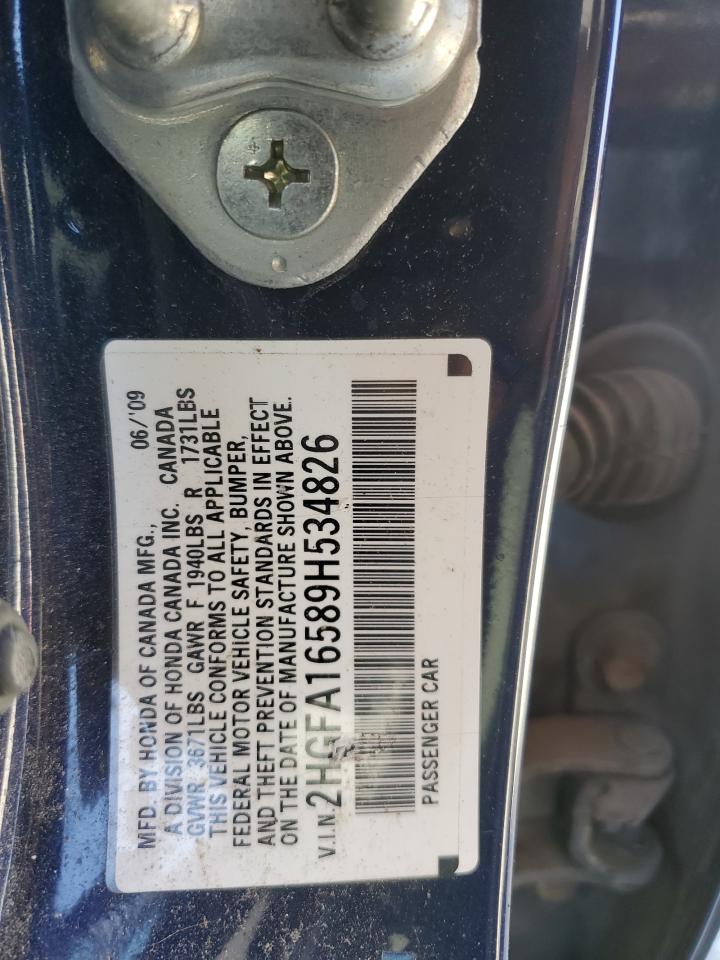 MFD. BY HONDA OF CANADA MFG., 06/'09
A DIVISION OF HONDA CANADA INC. CANADA
GVWR 3671LBS GAWR F 1940LBS R 1731LBS
THIS VEHICLE CONFORMS TO ALL APPLICABLE
FEDERAL MOTOR VEHICLE SAFETY, BUMPER,
AND THEFT PREVENTION STANDARDS IN EFFECT
ON THE DATE OF MANUFACTURE SHOWN ABOVE.
V.I.N. 2HGFA16589H534826
PASSENGER CAR